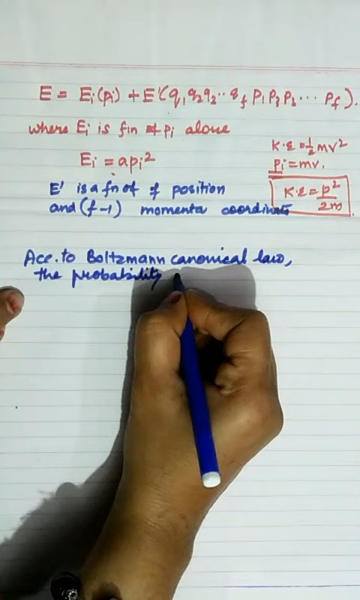 E = Ei(pi) + E'(q1 q2 q3 .. qf p1 p2 p3 ... pf)
where Ei is fn of pi alone
K.E = ½mv²
Ei = api²
pi = mv.
K.E = p²/2m
E' is a fn of f position
and (f-1) momenta coordinate
Acc. to Boltzmann canonical law,
the probability